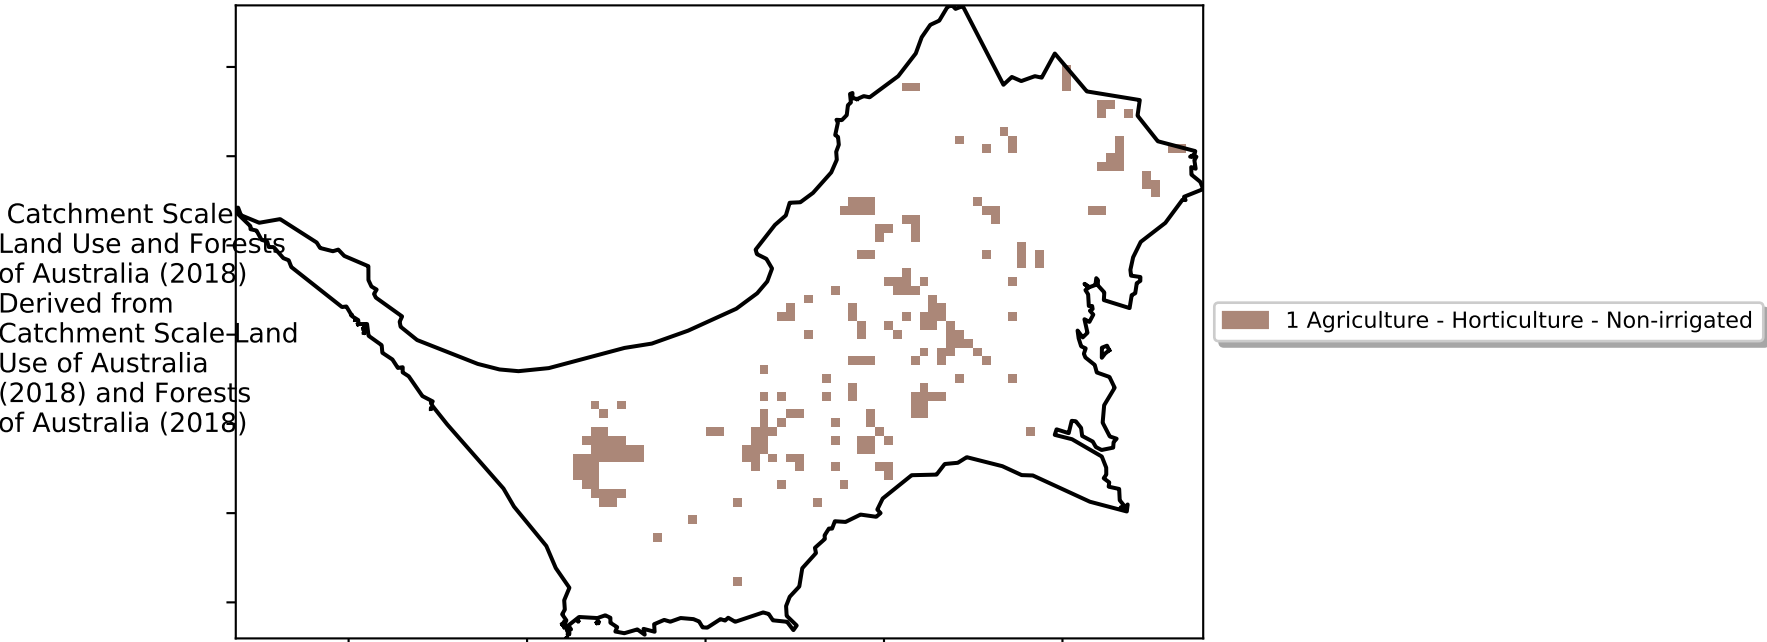 Catchment Scale
Land Use and Forests
of Australia (2018)
Derived from
Catchment Scale Land
Use of Australia
(2018) and Forests
of Australia (2018)
1 Agriculture - Horticulture - Non-irrigated